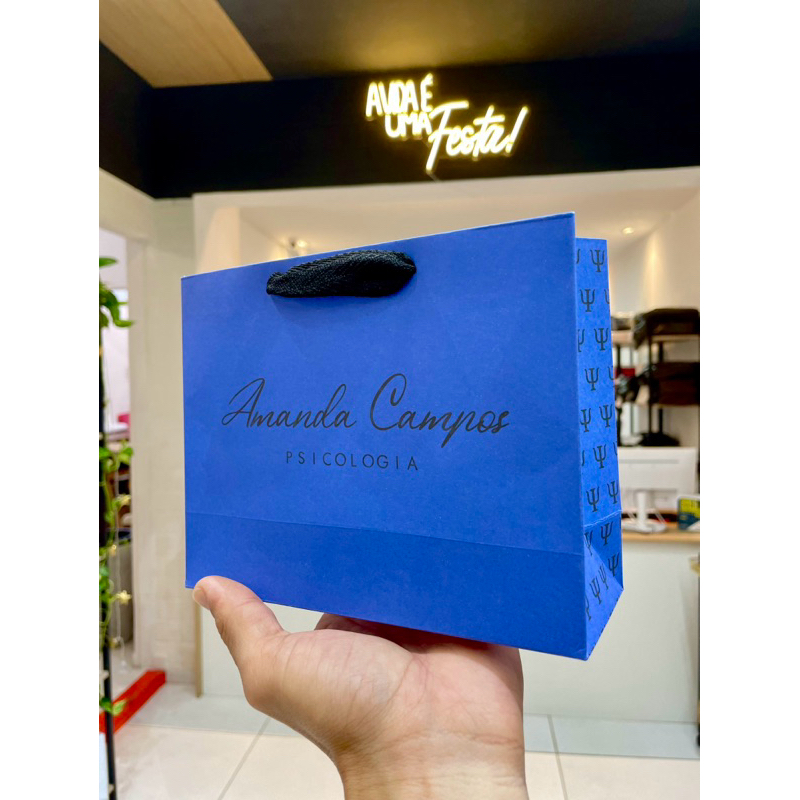 A VIDA É
UMA Festa!
Amanda Campos
PSICOLOGIA